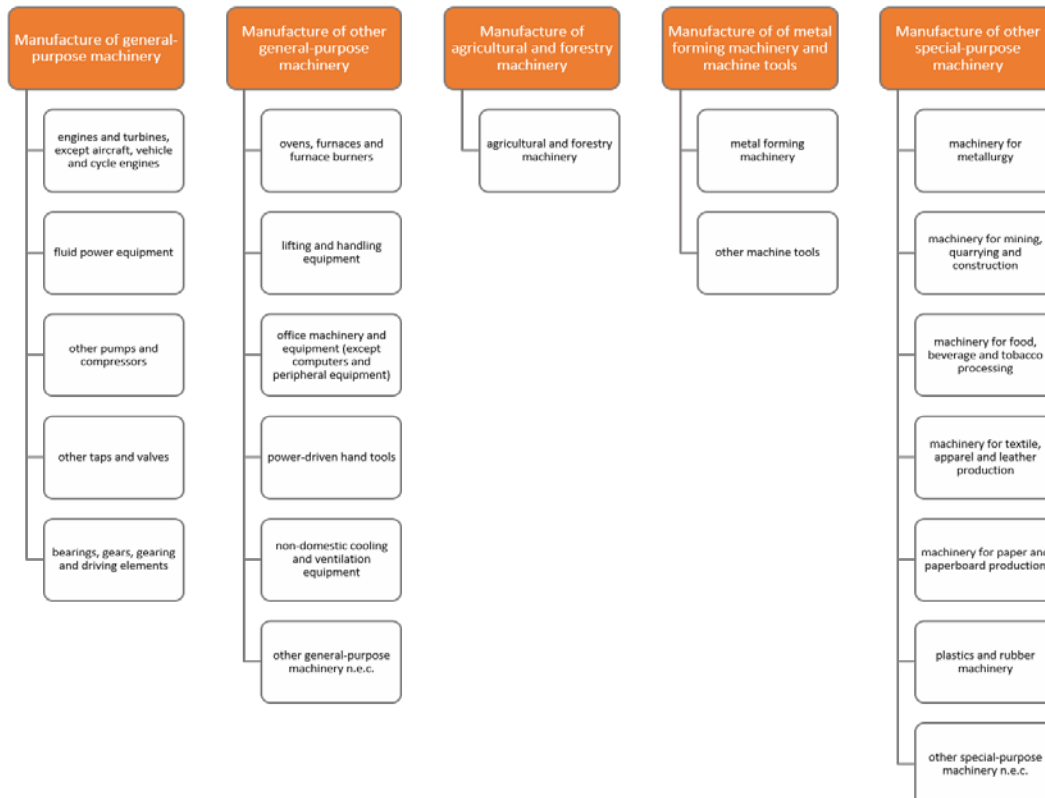 Manufacture of general-
purpose machinery
engines and turbines,
except aircraft, vehicle
and cycle engines
fluid power equipment
other pumps and
compressors
other taps and valves
bearings, gears, gearing
and driving elements
Manufacture of other
general-purpose
machinery
ovens, furnaces and
furnace burners
lifting and handling
equipment
office machinery and
equipment (except
computers and
peripheral equipment)
power-driven hand tools
non-domestic cooling
and ventilation
equipment
other general-purpose
machinery n.e.c.
Manufacture of
agricultural and forestry
machinery
agricultural and forestry
machinery
Manufacture of of metal
forming machinery and
machine tools
metal forming
machinery
other machine tools
Manufacture of other
special-purpose
machinery
machinery for
metallurgy
machinery for mining,
quarrying and
construction
machinery for food,
beverage and tobacco
processing
machinery for textile,
apparel and leather
production
machinery for paper and
paperboard production
plastics and rubber
machinery
other special-purpose
machinery n.e.c.